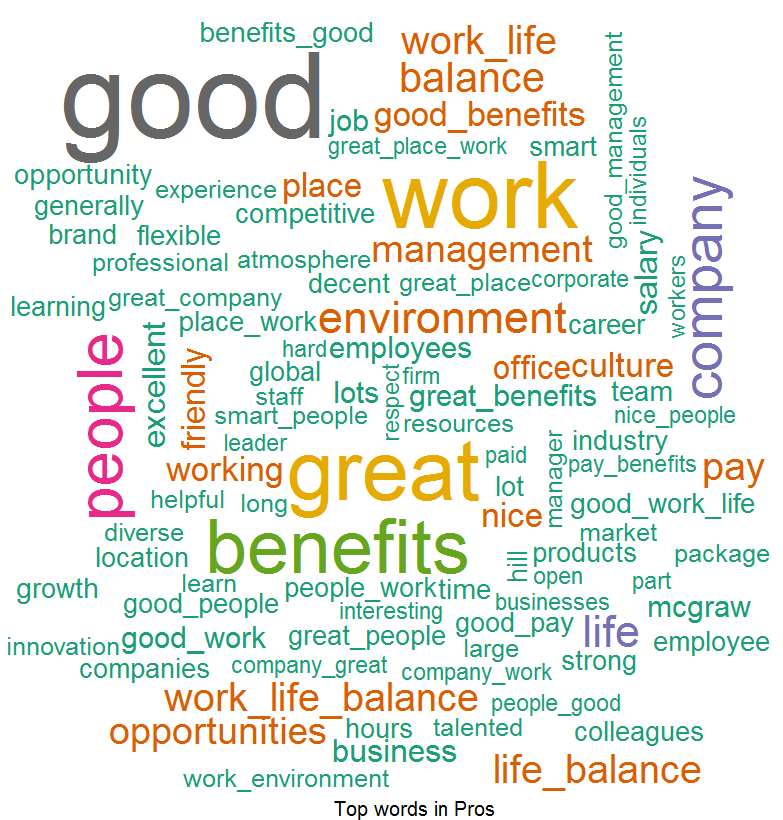 benefits_good
work_life
good
balance
job
good_benefits
good_management
individuals
great_place_work
smart
opportunity
experience
place
work
generally
competitive
company
brand
flexible
management
salary
workers
professional
atmosphere
decent
great_place
corporate
learning
great_company
place_work
environment
career
people
excellent
friendly
hard
employees
global
office
culture
staff
lots
respect
firm
great_benefits
team
smart_people
resources
nice_people
leader
working
great
paid
manager
industry
pay_benefits
pay
helpful
long
lot
nice
good_work_life
diverse
benefits
market
location
hill
products
package
growth
learn
people_work
time
open
part
good_people
interesting
businesses
mcgraw
innovation
good_work
great_people
good_pay
life
employee
large
companies
company_great
company_work
strong
work_life_balance
people_good
opportunities
hours
talented
colleagues
business
work_environment
life_balance
Top words in Pros